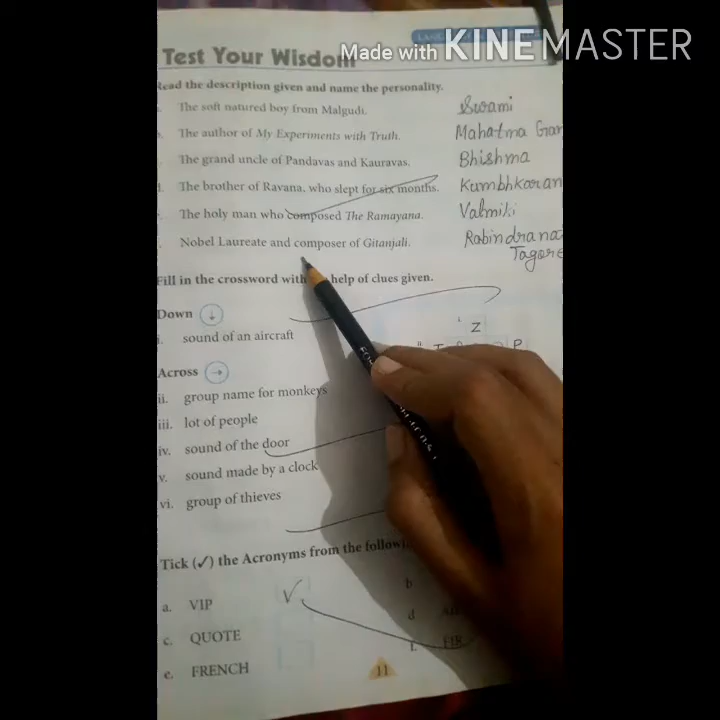 LANG
Made with KINEMASTER
Test Your Wisdom
Read the description given and name the personality.
The soft natured boy from Malgudi. Swami
The author of My Experiments with Truth. Mahatma Gan
The grand uncle of Pandavas and Kauravas. Bhishma
The brother of Ravana, who slept for six months. Kumbhkaran
The holy man who composed The Ramayana. Valmiki
Nobel Laureate and composer of Gitanjali. Rabindrana
Tagore
Fill in the crossword with help of clues given.
Down
i. sound of an aircraft
Z
P
Across
ii. group name for monkeys
iii. lot of people
iv. sound of the door
v. sound made by a clock
vi. group of thieves
Tick (✓) the Acronyms from the followi
a. VIP ✓ b
d
c. QUOTE f. FIR
e. FRENCH
11